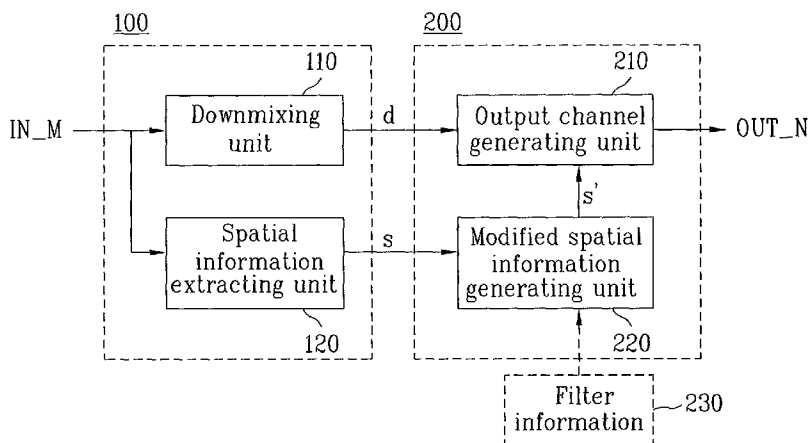 100
200
110
210
IN_M
Downmixing
unit
d
Output channel
generating unit
OUT_N
s'
Spatial
information
extracting unit
s
Modified spatial
information
generating unit
120
220
Filter
information
230